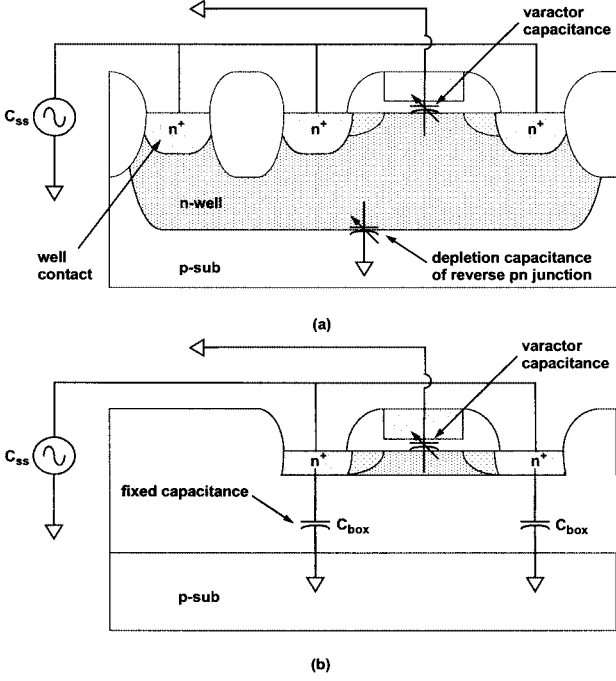 varactor
capacitance
Css
n+
n+
n+
n-well
well
contact
depletion capacitance
of reverse pn junction
p-sub
(a)
varactor
capacitance
Css
n+
n+
fixed capacitance
Cbox
Cbox
p-sub
(b)